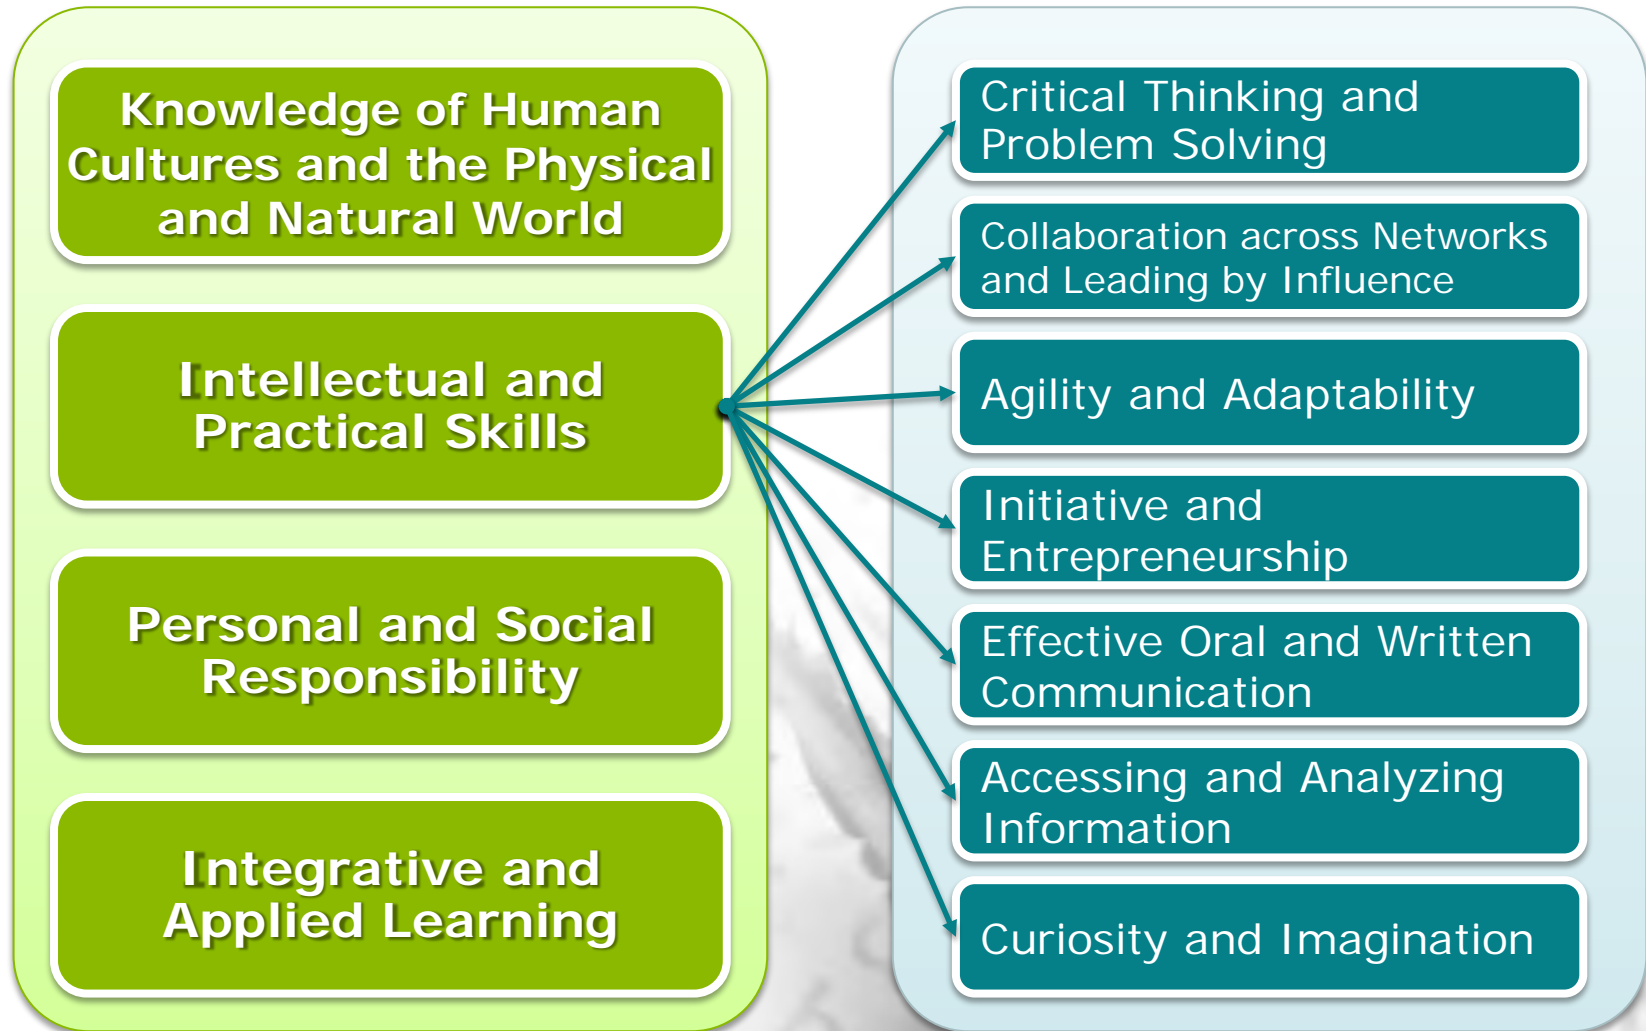 Knowledge of Human
Cultures and the Physical
and Natural World
Intellectual and
Practical Skills
Personal and Social
Responsibility
Integrative and
Applied Learning
Critical Thinking and
Problem Solving
Collaboration across Networks
and Leading by Influence
Agility and Adaptability
Initiative and
Entrepreneurship
Effective Oral and Written
Communication
Accessing and Analyzing
Information
Curiosity and Imagination